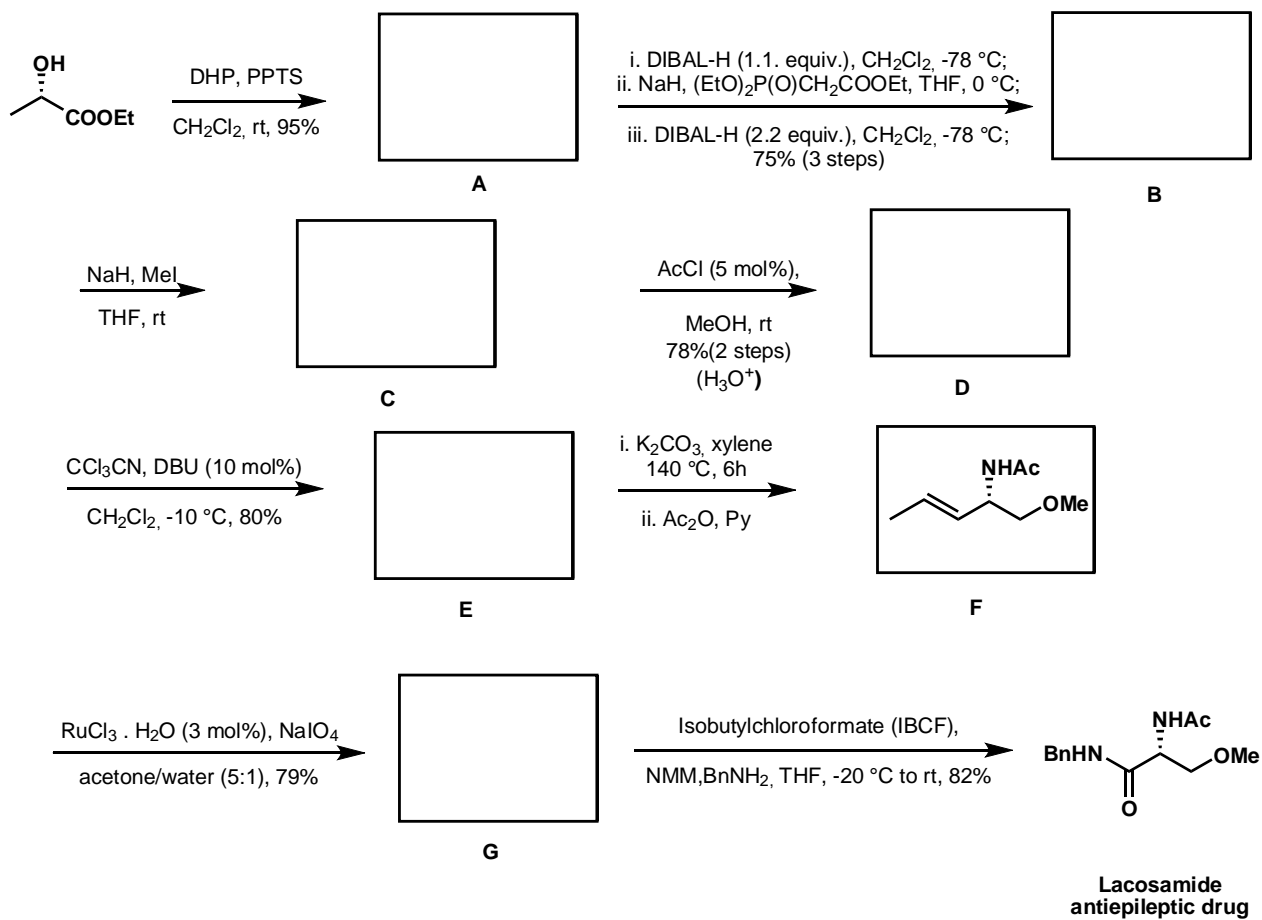 OH
COOEt
DHP, PPTS
CH2Cl2, rt, 95%
A
i. DIBAL-H (1.1. equiv.), CH2Cl2, -78 °C;
ii. NaH, (EtO)2P(O)CH2COOEt, THF, 0 °C;
iii. DIBAL-H (2.2 equiv.), CH2Cl2, -78 °C;
75% (3 steps)
B
NaH, MeI
THF, rt
C
AcCl (5 mol%),
MeOH, rt
78%(2 steps)
(H3O+)
D
CCl3CN, DBU (10 mol%)
CH2Cl2, -10 °C, 80%
E
i. K2CO3, xylene
140 °C, 6h
ii. Ac2O, Py
NHAc
OMe
F
RuCl3 . H2O (3 mol%), NaIO4
acetone/water (5:1), 79%
G
Isobutylchloroformate (IBCF),
NMM,BnNH2, THF, -20 °C to rt, 82%
NHAc
BnHN
OMe
O
Lacosamide
antiepileptic drug